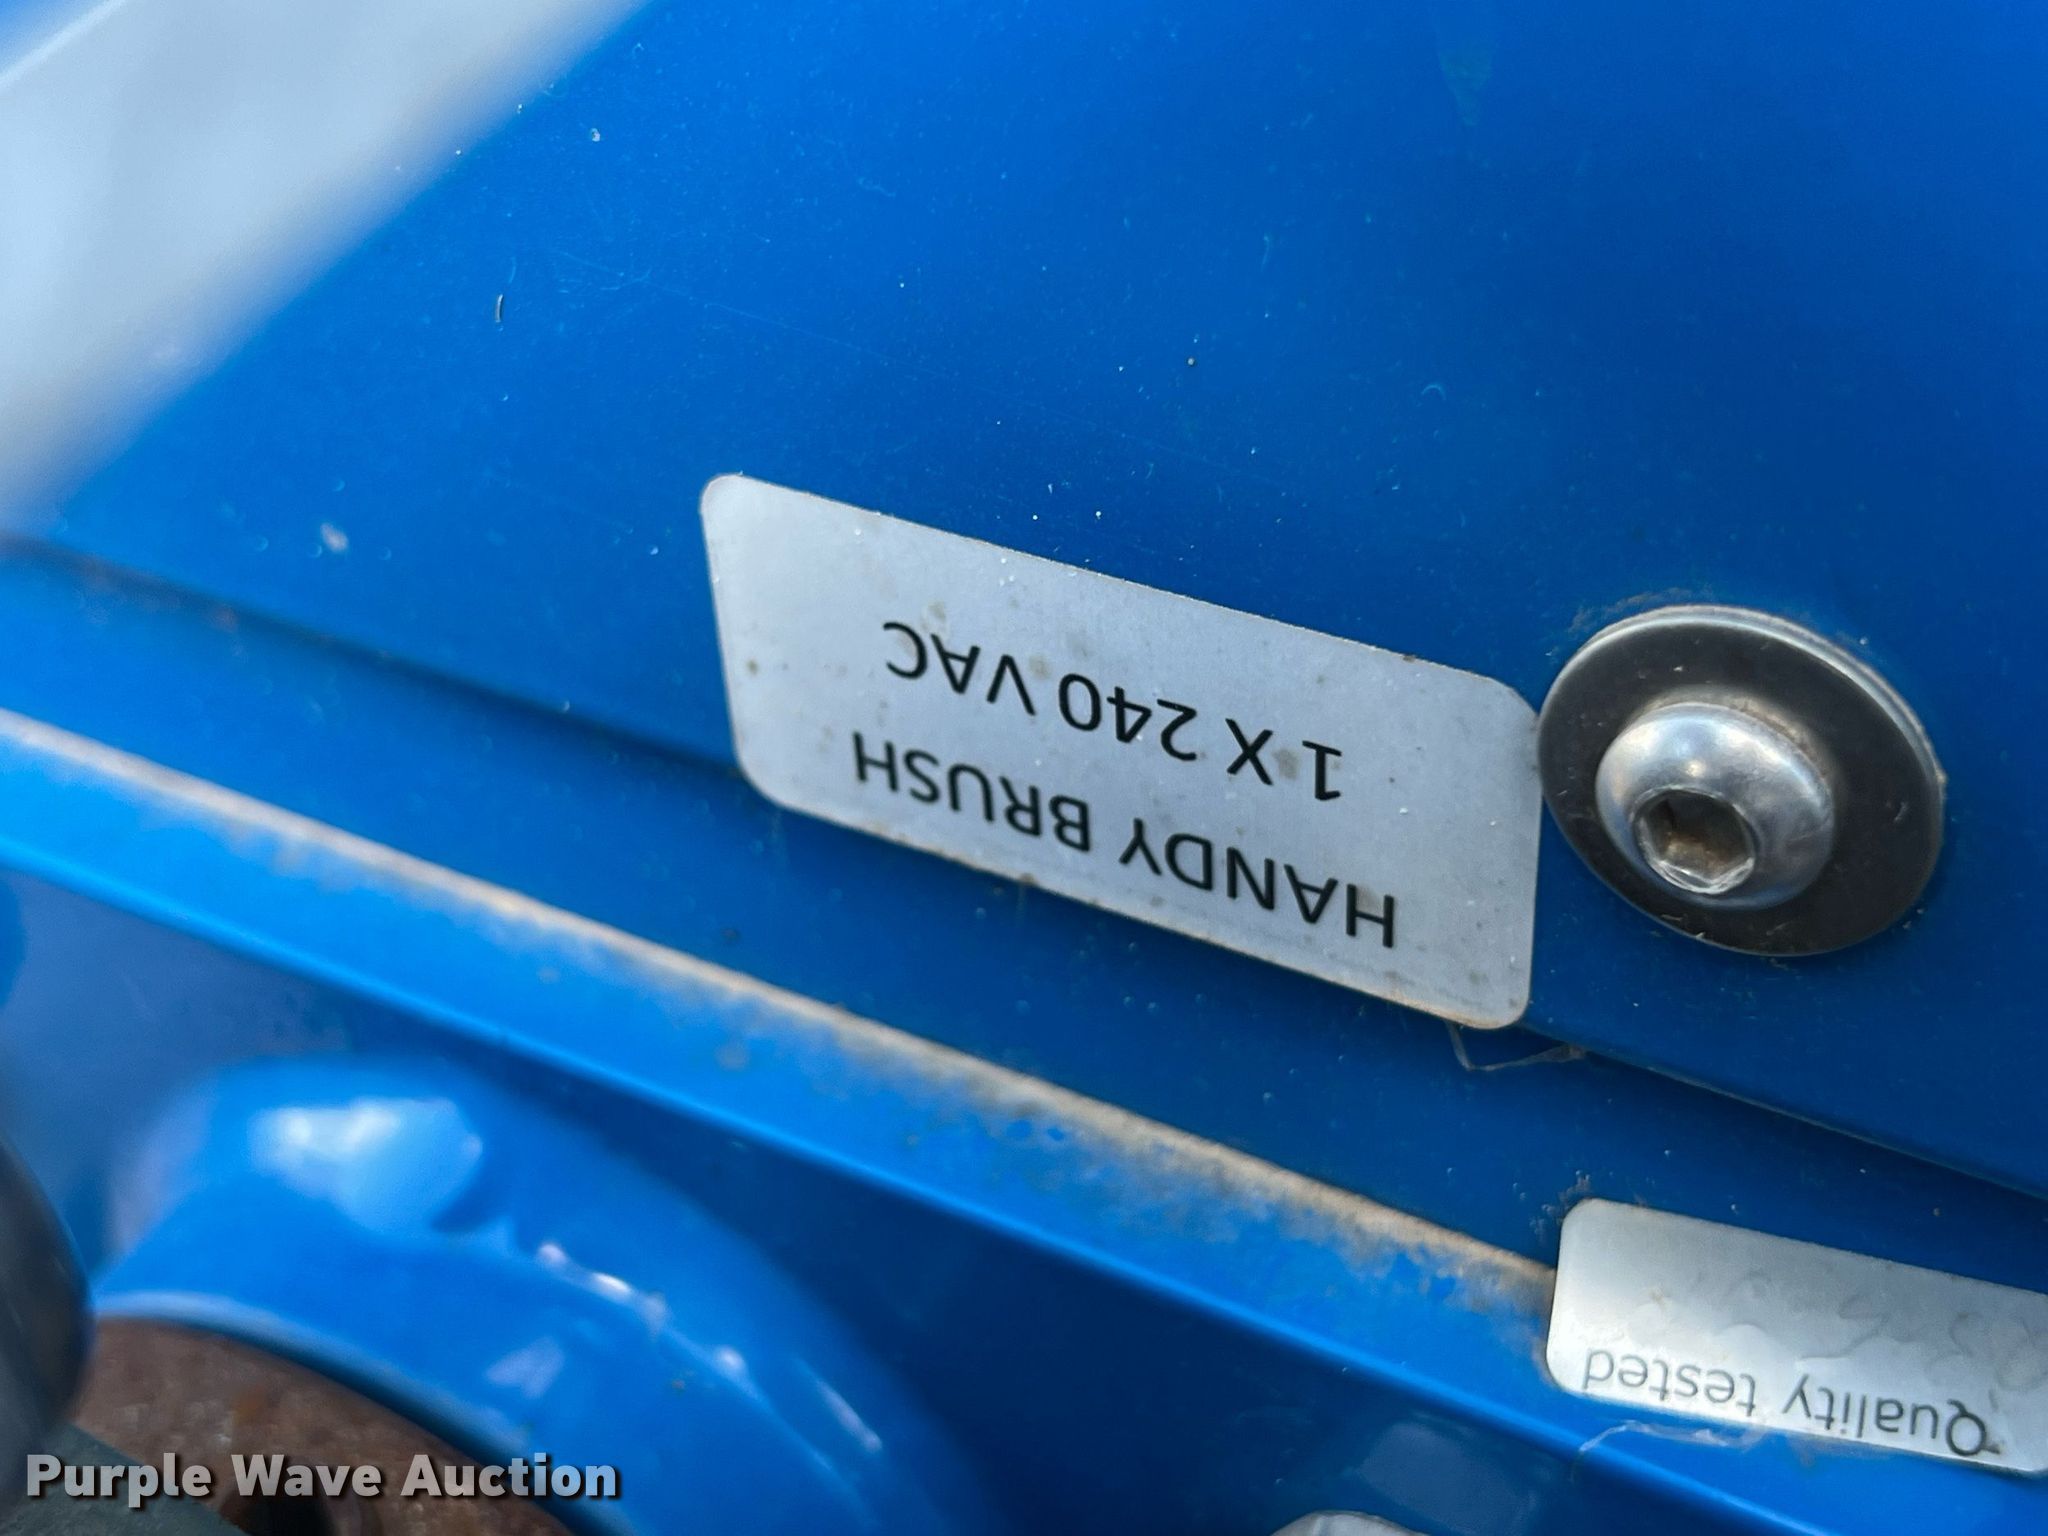 HANDY BRUSH
1 X 240 VAC
Quality tested
Purple Wave Auction